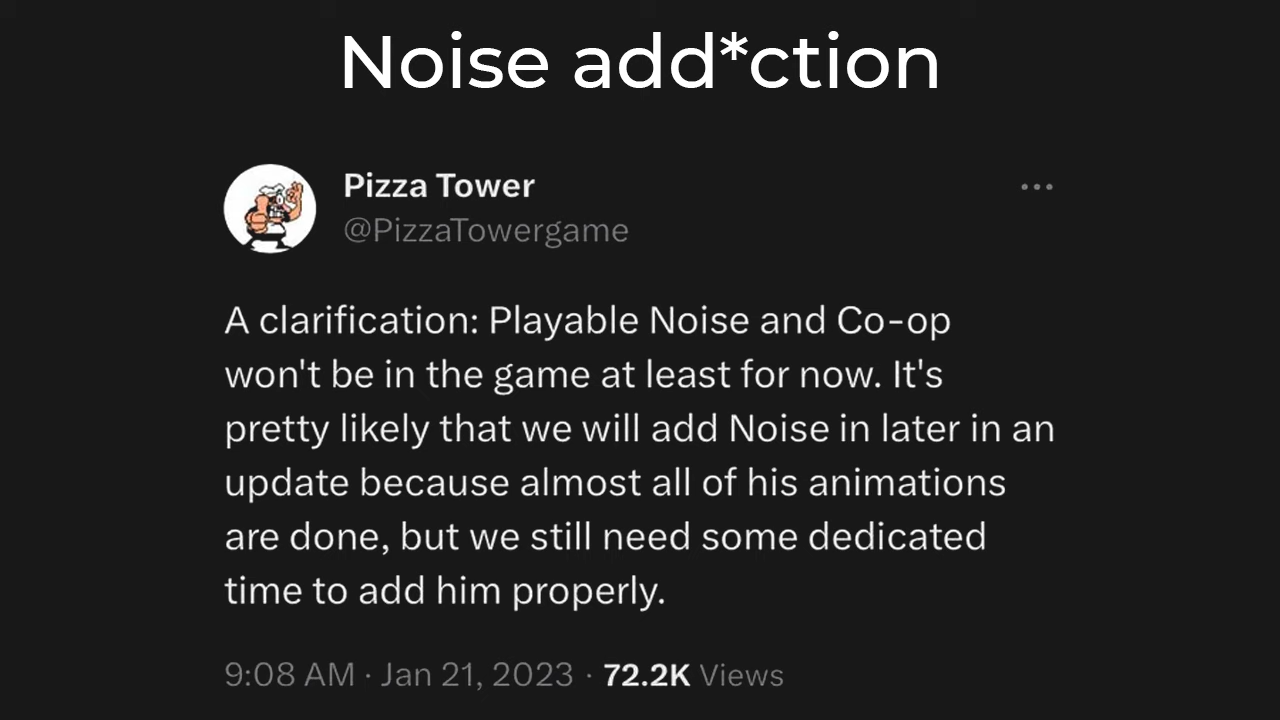 Noise add*ction
Pizza Tower
@PizzaTowergame
A clarification: Playable Noise and Co-op
won't be in the game at least for now. It's
pretty likely that we will add Noise in later in an
update because almost all of his animations
are done, but we still need some dedicated
time to add him properly.
9:08 AM · Jan 21, 2023 · 72.2K Views